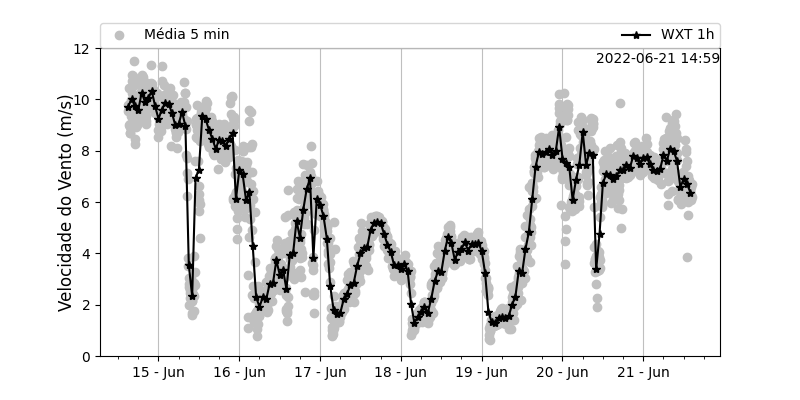 Média 5 min
WXT 1h
2022-06-21 14:59
Velocidade do Vento (m/s)
12
10
8
6
4
2
0
15 - Jun
16 - Jun
17 - Jun
18 - Jun
19 - Jun
20 - Jun
21 - Jun